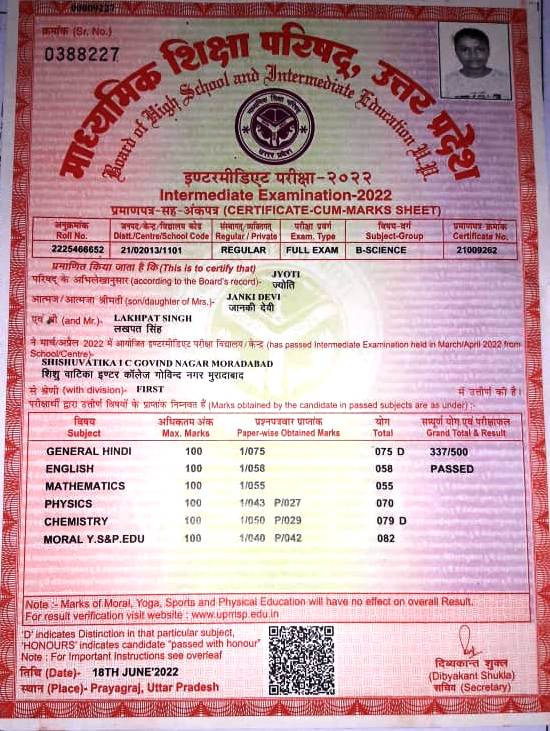 00009227
क्रमांक (Sr. No.)
0388227
माध्यमिक शिक्षा परिषद्, उत्तर प्रदेश
Board of High School and Intermediate Education U.P.
माध्यमिक शिक्षा परिषद
उत्तर प्रदेश
इण्टरमीडिएट परीक्षा-२०२२
Intermediate Examination-2022
प्रमाणपत्र-सह-अंकपत्र (CERTIFICATE-CUM-MARKS SHEET)
अनुक्रमांक जनपद/केन्द्र/विद्यालय कोड संस्थागत/व्यक्तिगत परीक्षा प्रवर्ग विषय-वर्ग प्रमाणपत्र क्रमांक
Roll No. Distt./Centre/School Code Regular / Private Exam. Type Subject-Group Certificate No.
2225466652 21/02013/1101 REGULAR FULL EXAM B-SCIENCE 21009262
प्रमाणित किया जाता है कि (This is to certify that)
JYOTI
परिषद् के अभिलेखानुसार (according to the Board's record)- ज्योति
JANKI DEVI
आत्मज/आत्मजा श्रीमती (son/daughter of Mrs.)- जानकी देवी
एवं श्री (and Mr.)- LAKHPAT SINGH
लखपत सिंह
ने मार्च/अप्रैल 2022 में आयोजित इण्टरमीडिएट परीक्षा विद्यालय/केन्द्र (has passed Intermediate Examination held in March/April 2022 from
School/Centre)-
SHISHUVATIKA I C GOVIND NAGAR MORADABAD
शिशु वाटिका इण्टर कॉलेज गोविन्द नगर मुरादाबाद
से श्रेणी (with division)- FIRST में उत्तीर्ण की है।
परीक्षार्थी द्वारा उत्तीर्ण विषयों के प्राप्तांक निम्नवत हैं (Marks obtained by the candidate in passed subjects are as under) :-
विषय अधिकतम अंक प्रश्नपत्रवार प्राप्तांक योग सम्पूर्ण योग एवं परीक्षाफल
Subject Max. Marks Paper-wise Obtained Marks Total Grand Total & Result
GENERAL HINDI 100 1/075 075 D 337/500
ENGLISH 100 1/058 058 PASSED
MATHEMATICS 100 1/055 055
PHYSICS 100 1/043 P/027 070
CHEMISTRY 100 1/050 P/029 079 D
MORAL Y.S&P.EDU 100 1/040 P/042 082
Note :- Marks of Moral, Yoga, Sports and Physical Education will have no effect on overall Result.
For result verification visit website : www.upmsp.edu.in
'D' indicates Distinction in that particular subject,
'HONOURS' indicates candidate "passed with honour"
Note : For Important Instructions see overleaf
तिथि (Date)- 18TH JUNE'2022
स्थान (Place)- Prayagraj, Uttar Pradesh
दिब्यकान्त शुक्ल
(Dibyakant Shukla)
सचिव (Secretary)